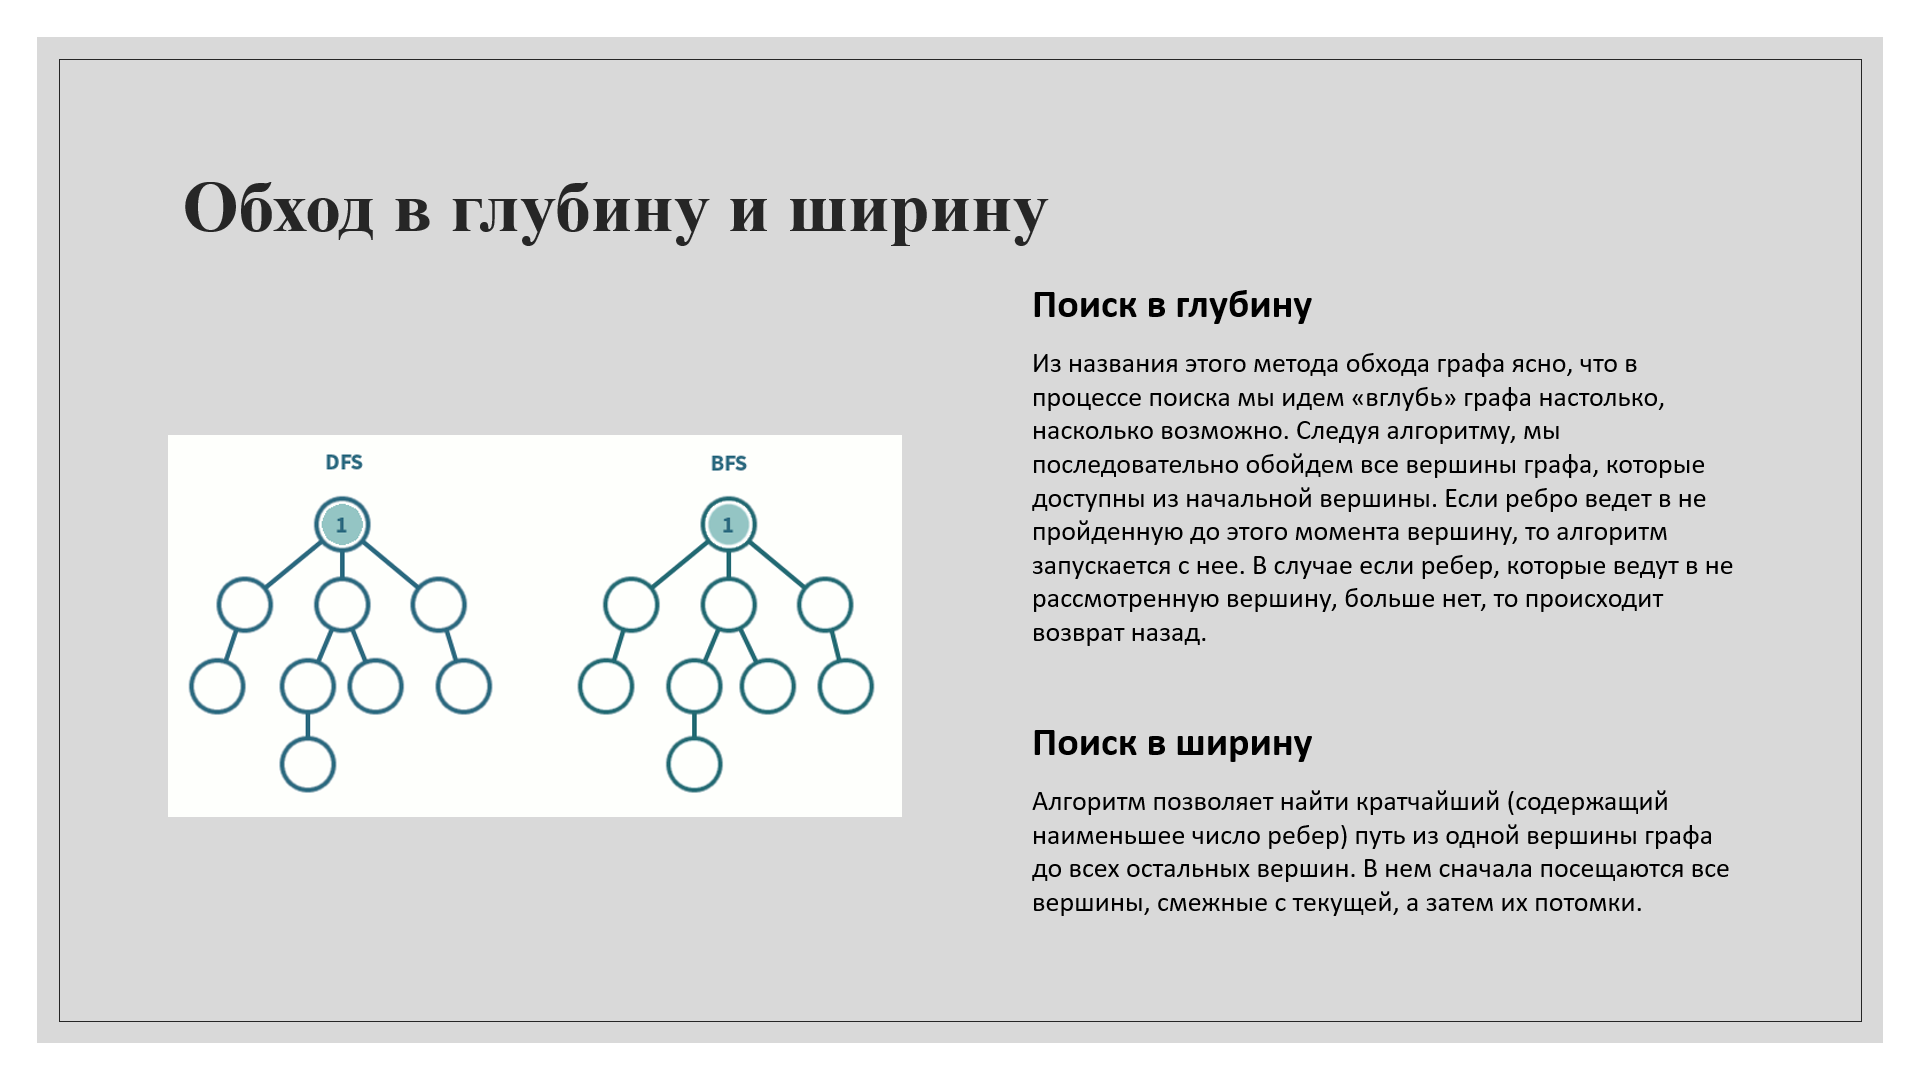 Обход в глубину и ширину
DFS
BFS
1
1
Поиск в глубину
Из названия этого метода обхода графа ясно, что в
процессе поиска мы идем «вглубь» графа настолько,
насколько возможно. Следуя алгоритму, мы
последовательно обойдем все вершины графа, которые
доступны из начальной вершины. Если ребро ведет в не
пройденную до этого момента вершину, то алгоритм
запускается с нее. В случае если ребер, которые ведут в не
рассмотренную вершину, больше нет, то происходит
возврат назад.
Поиск в ширину
Алгоритм позволяет найти кратчайший (содержащий
наименьшее число ребер) путь из одной вершины графа
до всех остальных вершин. В нем сначала посещаются все
вершины, смежные с текущей, а затем их потомки.